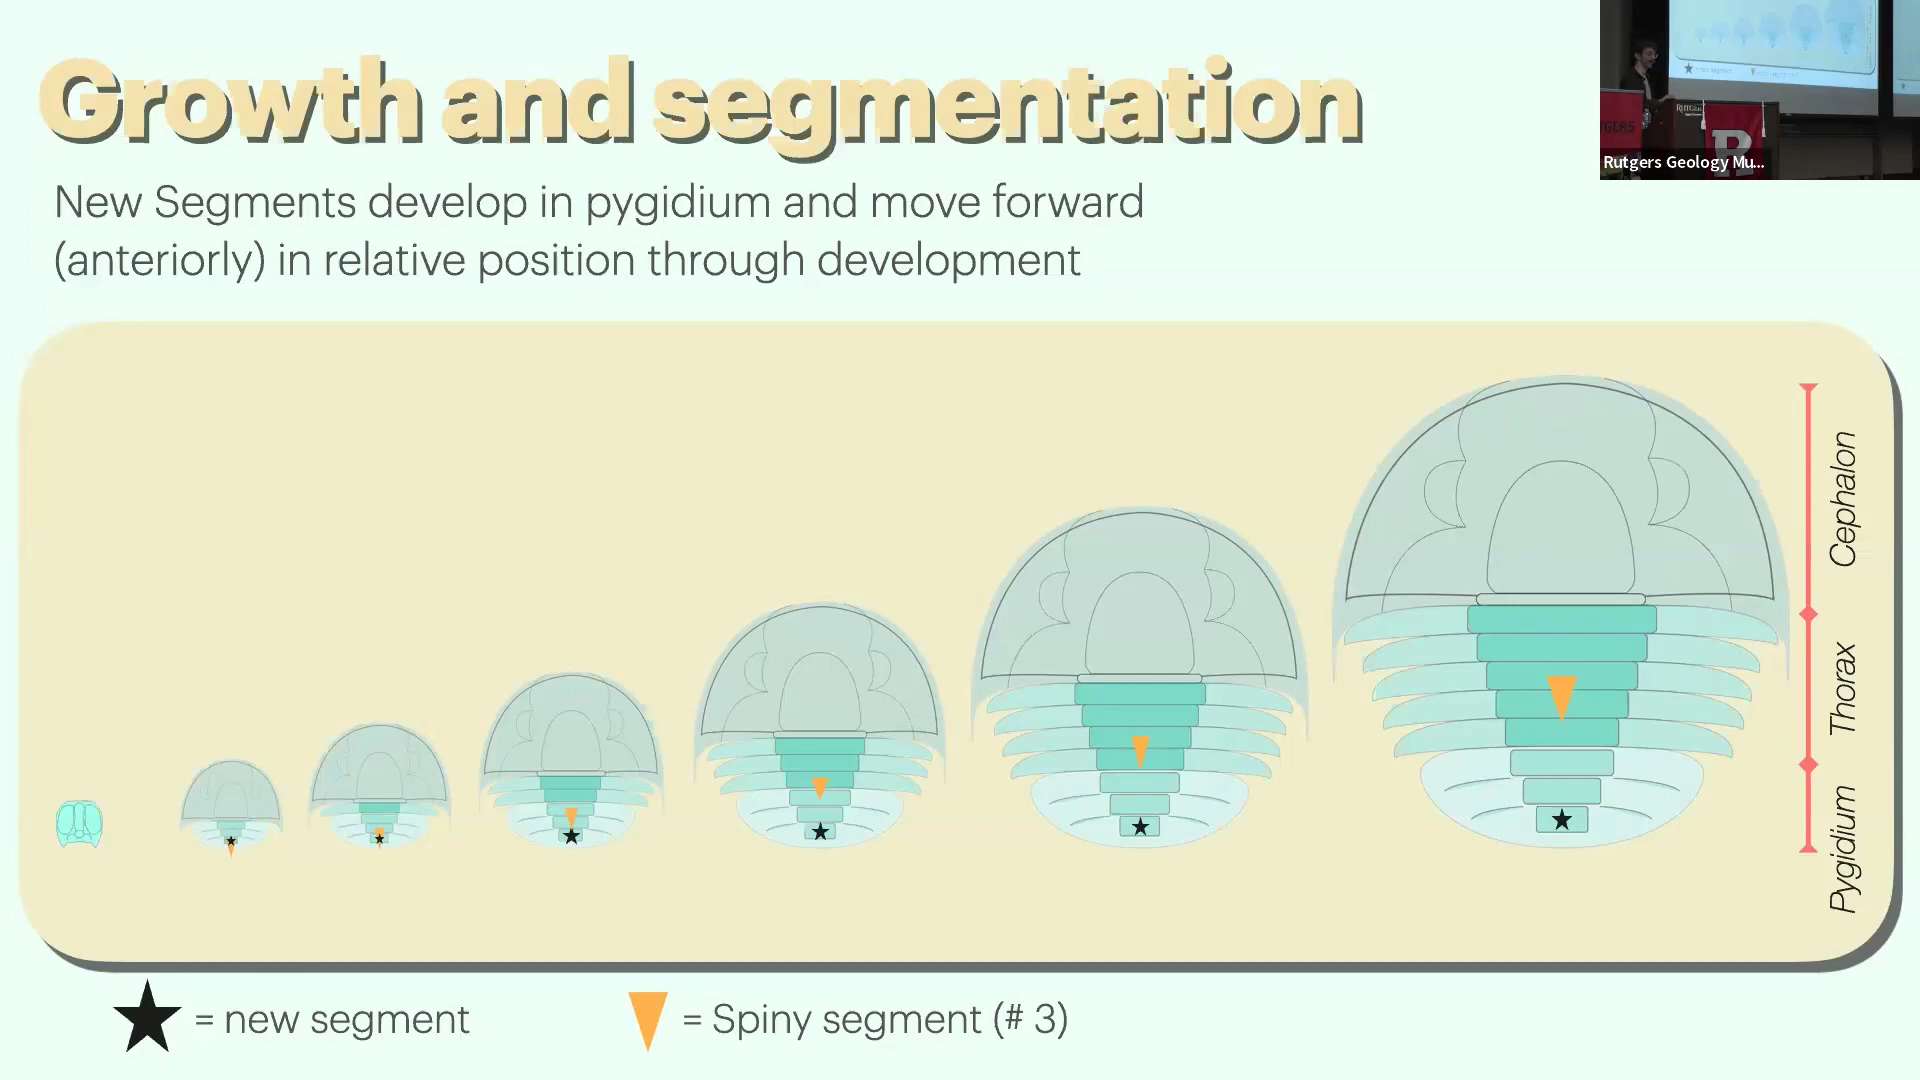 Growth and segmentation
New Segments develop in pygidium and move forward
(anteriorly) in relative position through development
Rutgers Geology Mu...
Cephalon
Thorax
Pygidium
= new segment
= Spiny segment (# 3)